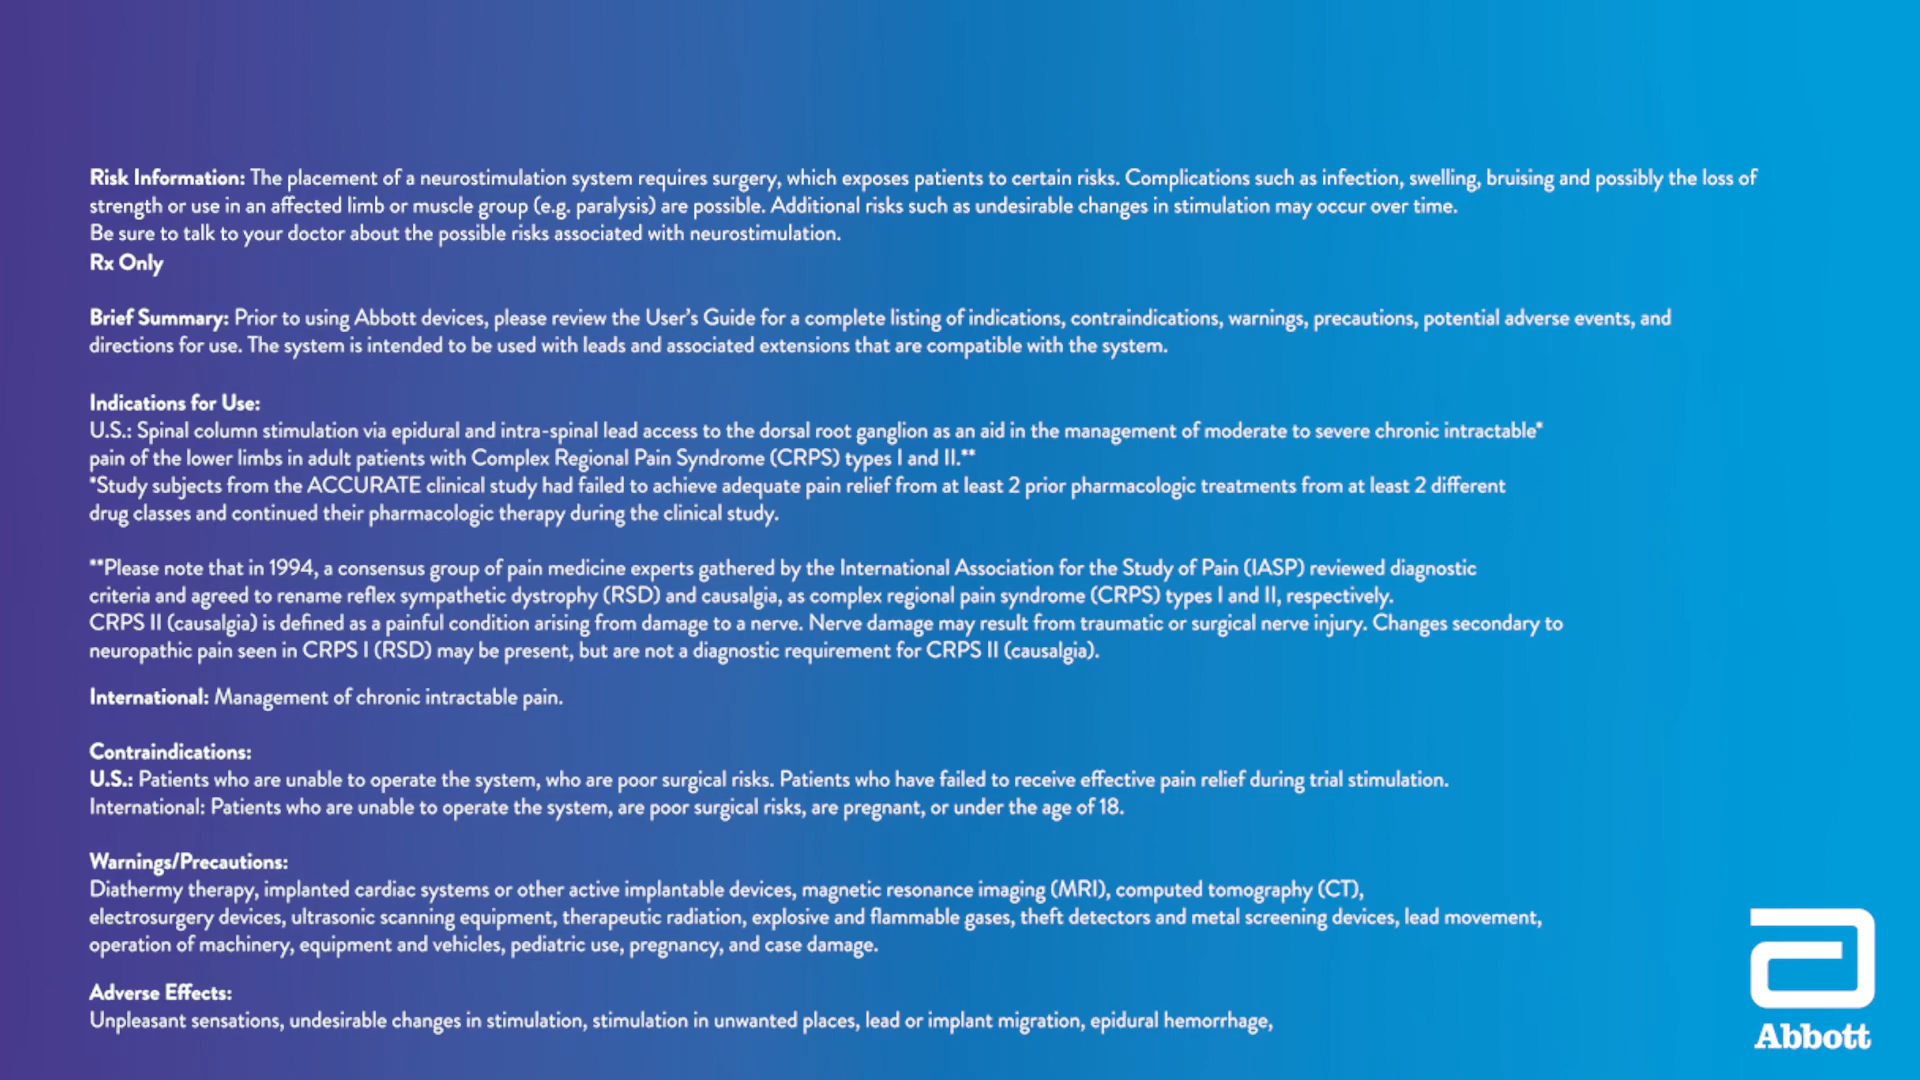 Risk Information: The placement of a neurostimulation system requires surgery, which exposes patients to certain risks. Complications such as infection, swelling, bruising and possibly the loss of
strength or use in an affected limb or muscle group (e.g. paralysis) are possible. Additional risks such as undesirable changes in stimulation may occur over time.
Be sure to talk to your doctor about the possible risks associated with neurostimulation.
Rx Only
Brief Summary: Prior to using Abbott devices, please review the User's Guide for a complete listing of indications, contraindications, warnings, precautions, potential adverse events, and
directions for use. The system is intended to be used with leads and associated extensions that are compatible with the system.
Indications for Use:
U.S.: Spinal column stimulation via epidural and intra-spinal lead access to the dorsal root ganglion as an aid in the management of moderate to severe chronic intractable*
pain of the lower limbs in adult patients with Complex Regional Pain Syndrome (CRPS) types I and II.**
*Study subjects from the ACCURATE clinical study had failed to achieve adequate pain relief from at least 2 prior pharmacologic treatments from at least 2 different
drug classes and continued their pharmacologic therapy during the clinical study.
**Please note that in 1994, a consensus group of pain medicine experts gathered by the International Association for the Study of Pain (IASP) reviewed diagnostic
criteria and agreed to rename reflex sympathetic dystrophy (RSD) and causalgia, as complex regional pain syndrome (CRPS) types I and II, respectively.
CRPS II (causalgia) is defined as a painful condition arising from damage to a nerve. Nerve damage may result from traumatic or surgical nerve injury. Changes secondary to
neuropathic pain seen in CRPS I (RSD) may be present, but are not a diagnostic requirement for CRPS II (causalgia).
International: Management of chronic intractable pain.
Contraindications:
U.S.: Patients who are unable to operate the system, who are poor surgical risks. Patients who have failed to receive effective pain relief during trial stimulation.
International: Patients who are unable to operate the system, are poor surgical risks, are pregnant, or under the age of 18.
Warnings/Precautions:
Diathermy therapy, implanted cardiac systems or other active implantable devices, magnetic resonance imaging (MRI), computed tomography (CT),
electrosurgery devices, ultrasonic scanning equipment, therapeutic radiation, explosive and flammable gases, theft detectors and metal screening devices, lead movement,
operation of machinery, equipment and vehicles, pediatric use, pregnancy, and case damage.
Adverse Effects:
Unpleasant sensations, undesirable changes in stimulation, stimulation in unwanted places, lead or implant migration, epidural hemorrhage,
Abbott